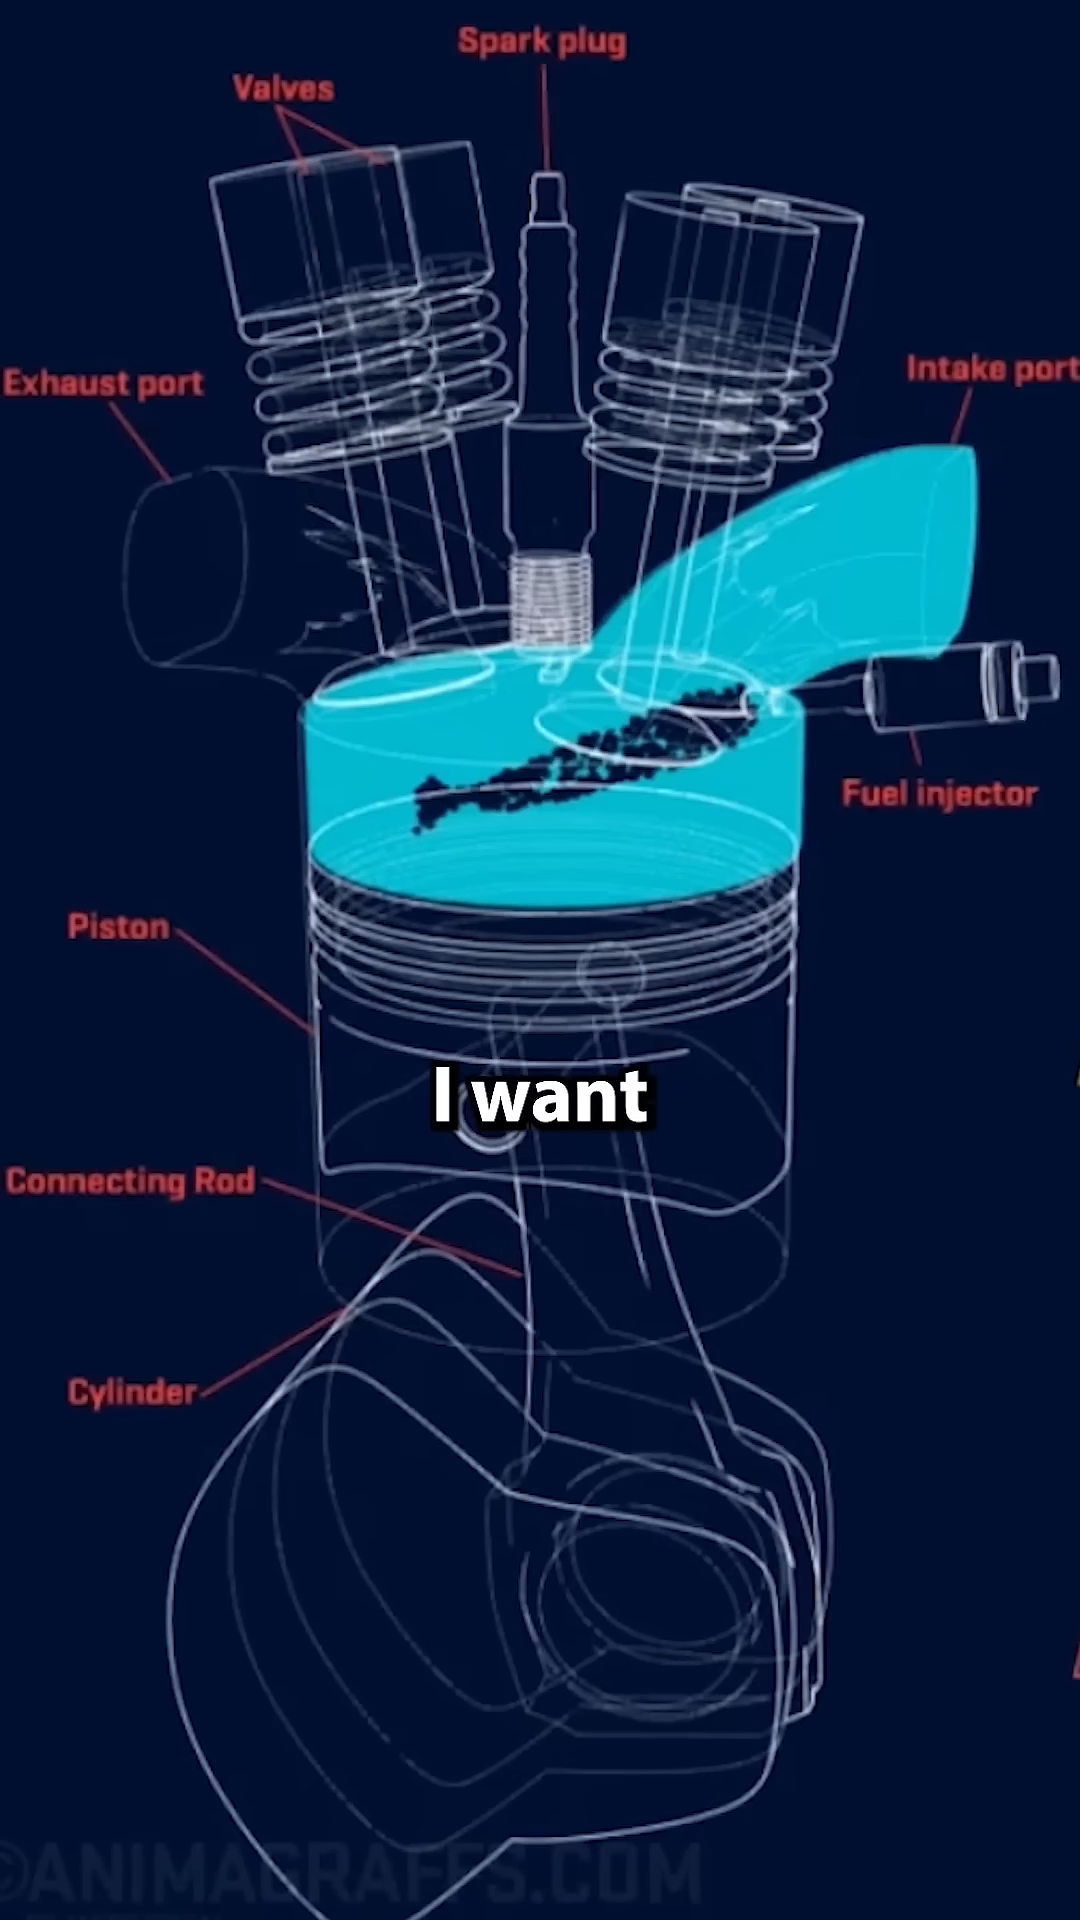 Spark plug
Valves
Exhaust port
Intake port
Fuel injector
Piston
I want
Connecting Rod
Cylinder
©ANIMAGRAFFS.COM